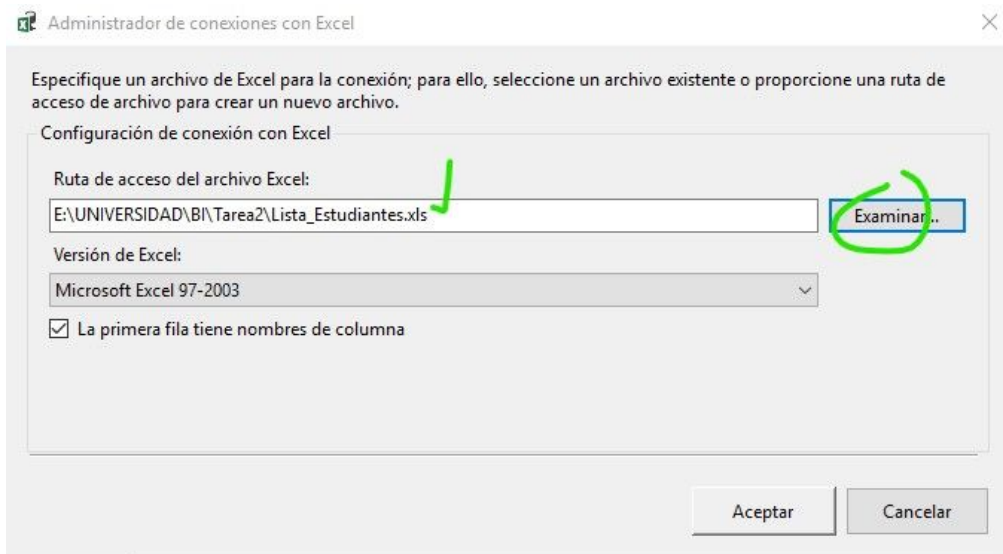 Administrador de conexiones con Excel
Especifique un archivo de Excel para la conexión; para ello, seleccione un archivo existente o proporcione una ruta de
acceso de archivo para crear un nuevo archivo.
Configuración de conexión con Excel
Ruta de acceso del archivo Excel:
E:\UNIVERSIDAD\BI\Tarea2\Lista_Estudiantes.xls
Examinar...
Versión de Excel:
Microsoft Excel 97-2003
La primera fila tiene nombres de columna
Aceptar
Cancelar